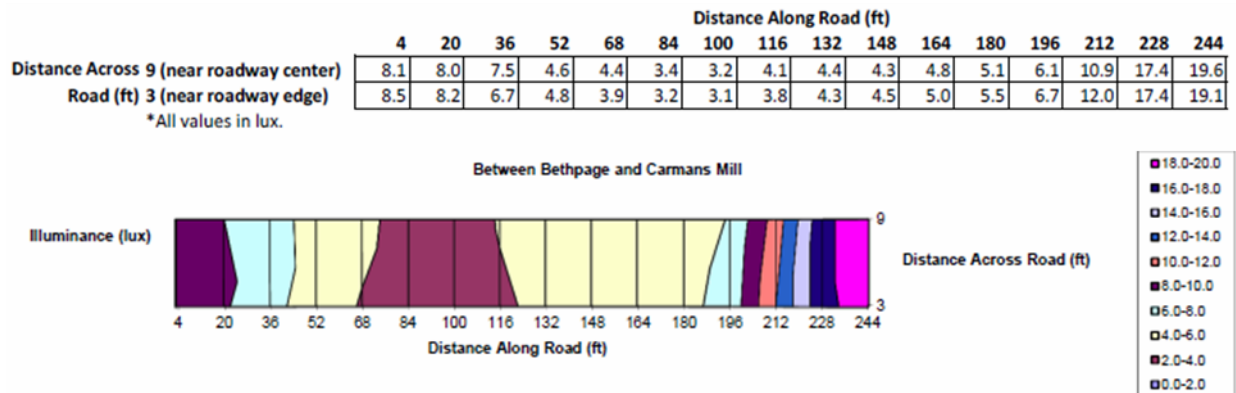 Distance Along Road (ft)
4 20 36 52 68 84 100 116 132 148 164 180 196 212 228 244
Distance Across 9 (near roadway center) 8.1 8.0 7.5 4.6 4.4 3.4 3.2 4.1 4.4 4.3 4.8 5.1 6.1 10.9 17.4 19.6
Road (ft) 3 (near roadway edge) 8.5 8.2 6.7 4.8 3.9 3.2 3.1 3.8 4.3 4.5 5.0 5.5 6.7 12.0 17.4 19.1
*All values in lux.
Between Bethpage and Carmans Mill
Illuminance (lux)
9
Distance Across Road (ft)
3
4 20 36 52 68 84 100 116 132 148 164 180 196 212 228 244
Distance Along Road (ft)
18.0-20.0
16.0-18.0
14.0-16.0
12.0-14.0
10.0-12.0
8.0-10.0
6.0-8.0
4.0-6.0
2.0-4.0
0.0-2.0